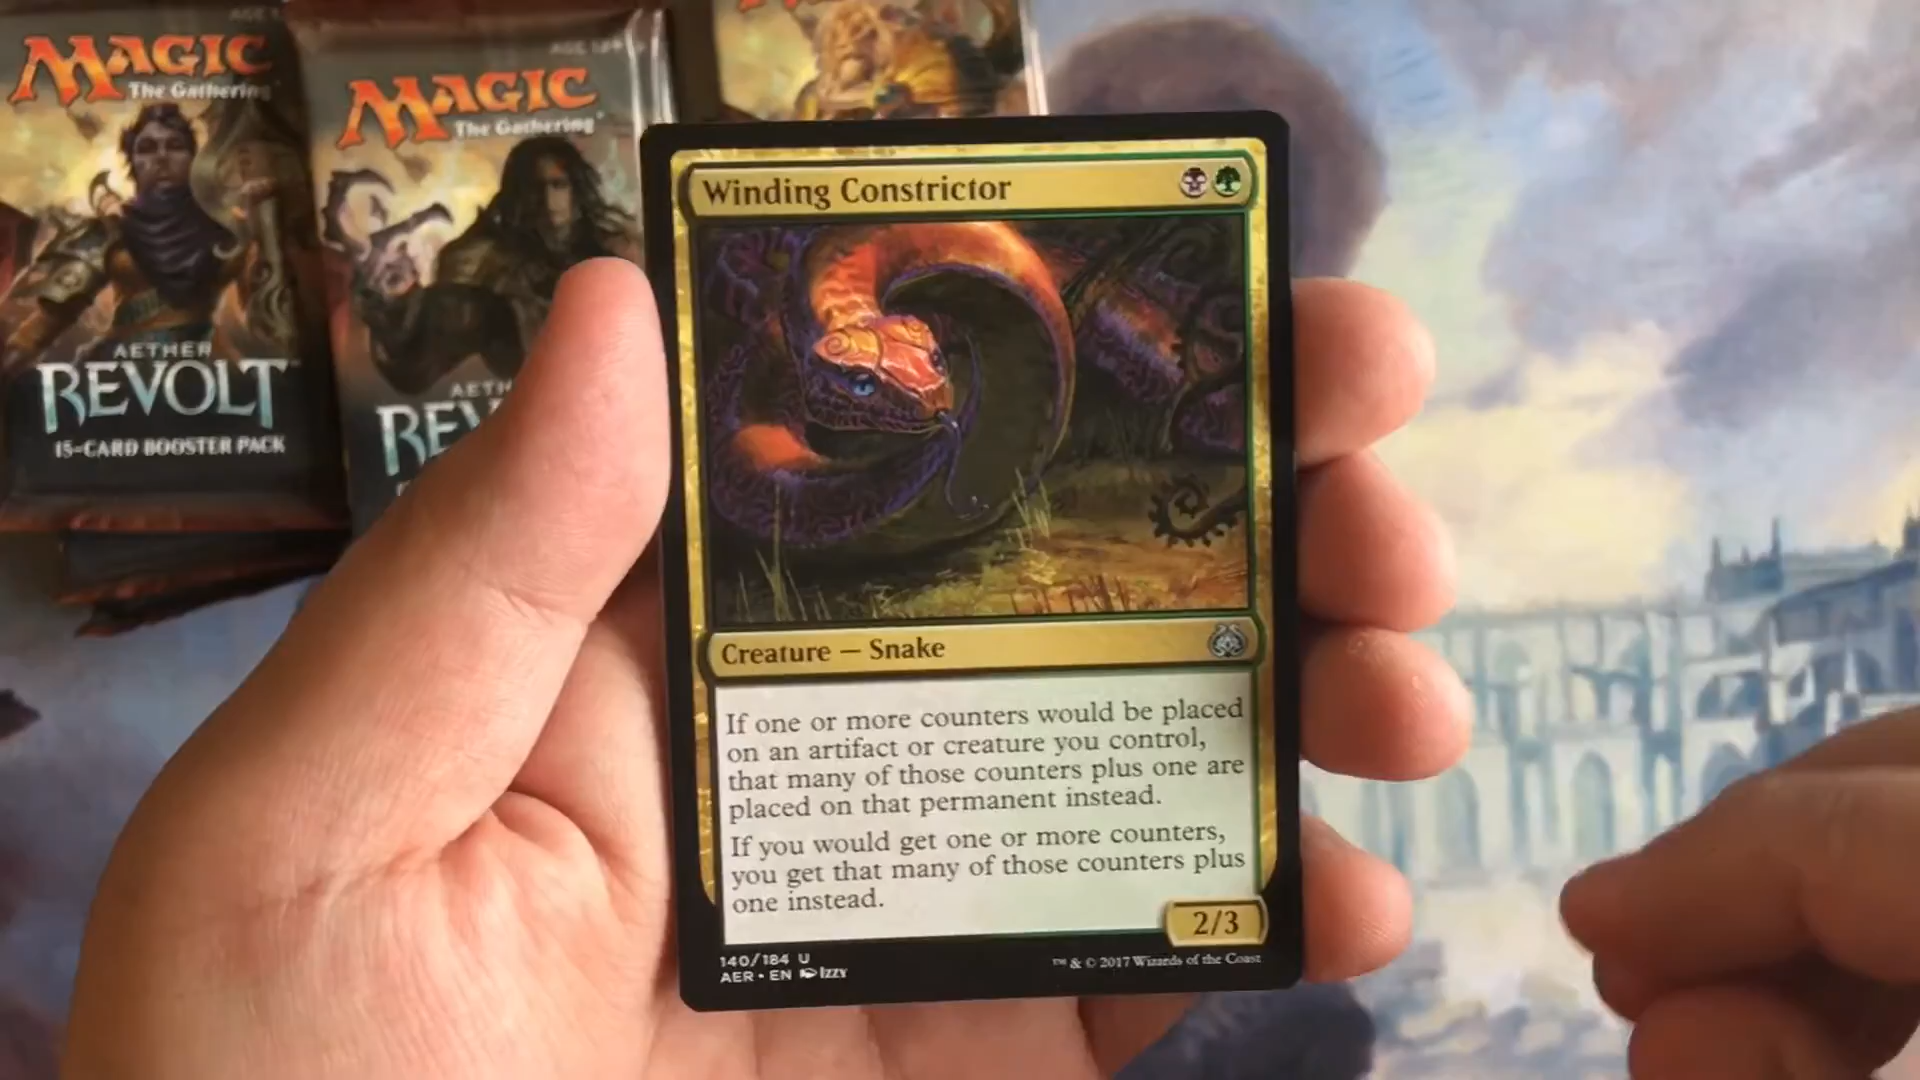 MAGIC
The Gathering
AETHER
REVOLT
15-CARD BOOSTER PACK
MAGIC
The Gathering
Winding Constrictor
Creature — Snake
If one or more counters would be placed
on an artifact or creature you control,
that many of those counters plus one are
placed on that permanent instead.
If you would get one or more counters,
you get that many of those counters plus
one instead.
2/3
140/184 U
AER • EN Izzy
™ & © 2017 Wizards of the Coast